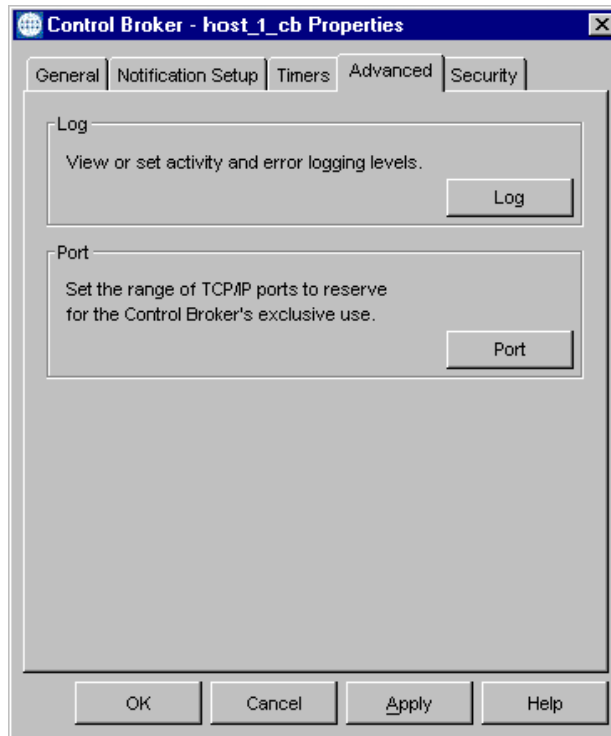 Control Broker - host_1_cb Properties
General Notification Setup Timers Advanced Security
Log
View or set activity and error logging levels.
Log
Port
Set the range of TCP/IP ports to reserve
for the Control Broker's exclusive use.
Port
OK Cancel Apply Help